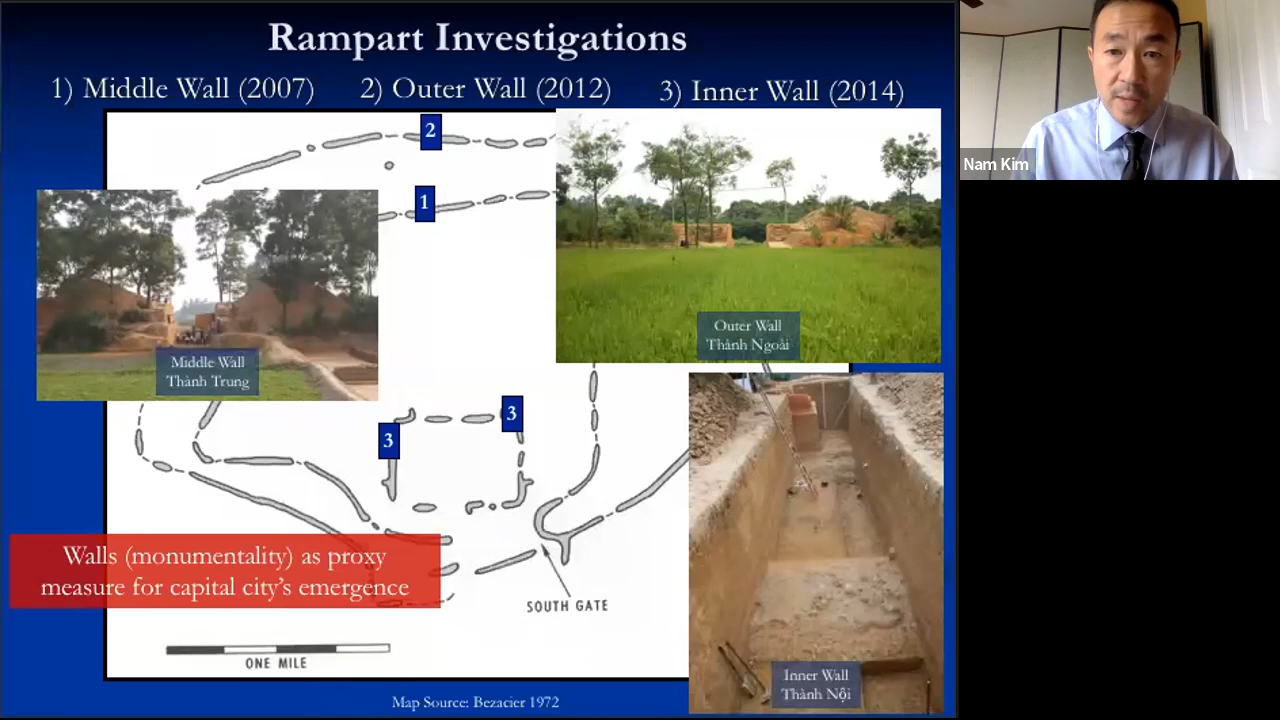 Rampart Investigations
1) Middle Wall (2007) 2) Outer Wall (2012) 3) Inner Wall (2014)
2
1
Middle Wall
Thành Trung
Outer Wall
Thành Ngoài
3
3
Walls (monumentality) as proxy
measure for capital city's emergence
SOUTH GATE
ONE MILE
Inner Wall
Thành Nội
Map Source: Bezacier 1972
Nam Kim